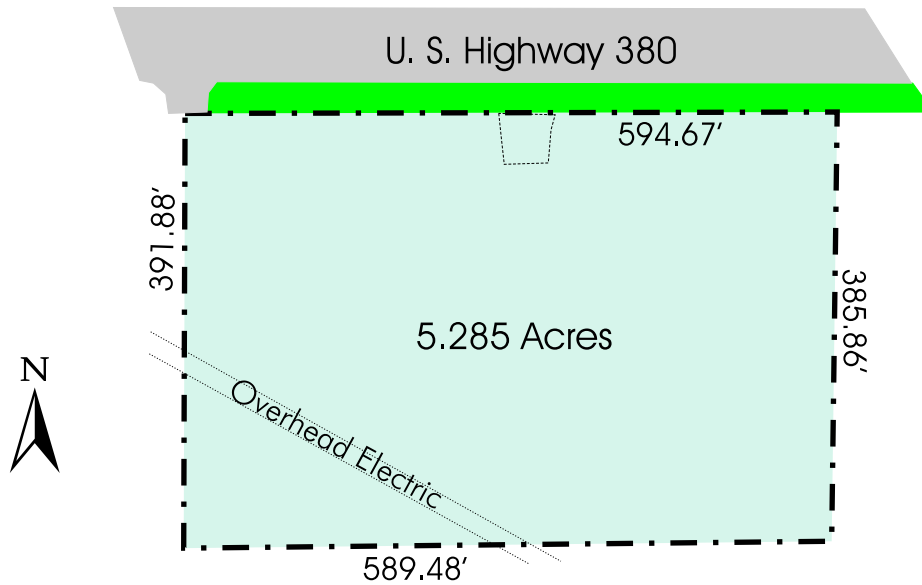 U. S. Highway 380
594.67'
391.88'
385.86'
5.285 Acres
N
Overhead Electric
589.48'